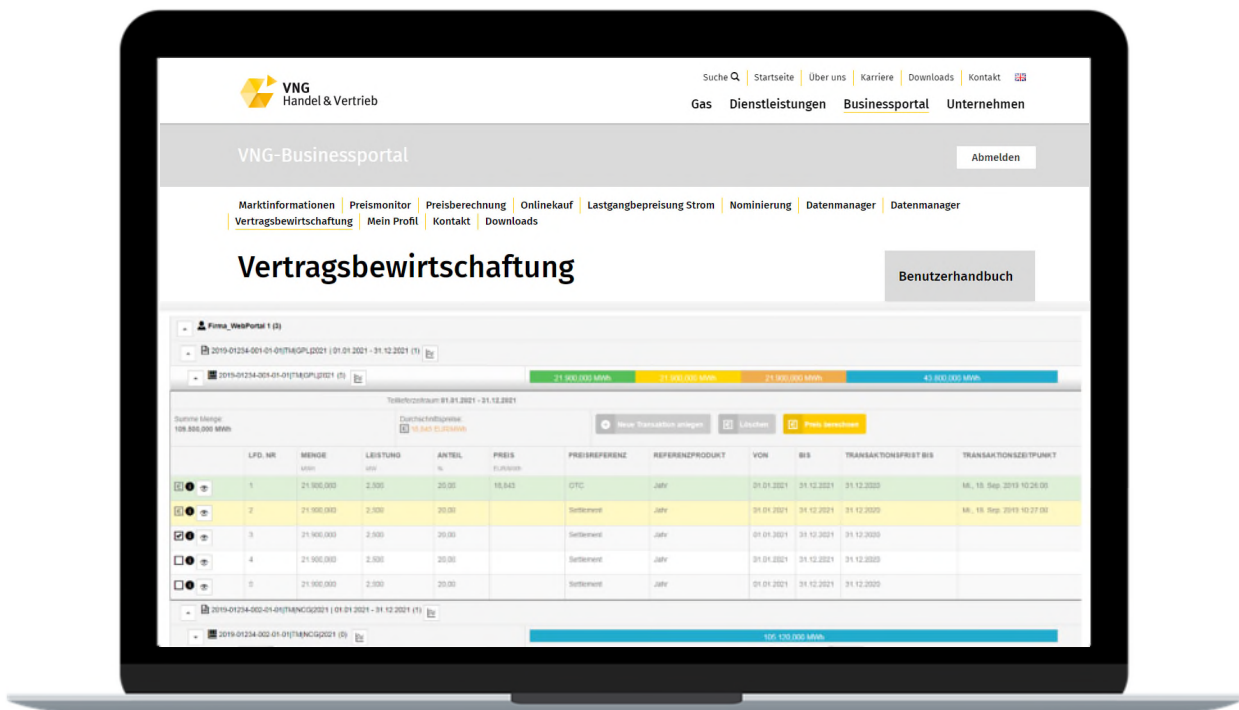 VNG
Handel & Vertrieb
Suche Startseite Über uns Karriere Downloads Kontakt
Gas Dienstleistungen Businessportal Unternehmen
VNG-Businessportal
Abmelden
Marktinformationen Preismonitor Preisberechnung Onlinekauf Lastgangbepreisung Strom Nominierung Datenmanager Datenmanager
Vertragsbewirtschaftung Mein Profil Kontakt Downloads
Vertragsbewirtschaftung
Benutzerhandbuch
Firma_WebPortal 1 (3)
2019-01234-001-01-01|TM|GPL|2021 | 01.01.2021 - 31.12.2021 (1)
2019-01234-001-01-01|TM|GPL|2021 (5) 21.900,000 MWh 21.900,000 MWh 21.900,000 MWh 43.800,000 MWh
Teillieferzeitraum 01.01.2021 - 31.12.2021
Summe Menge: Durchschnittspreise:
MWh EUR/MWh Neue Transaktion anlegen Löschen Preis berechnen
LFD. NR MENGE LEISTUNG ANTEIL PREIS PREISREFERENZ REFERENZPRODUKT VON BIS TRANSAKTIONSFRIST BIS TRANSAKTIONSZEITPUNKT
MWh MW % EUR/MWh
1 21.900,000 2,500 20,00 OTC Jahr 01.01.2021 31.12.2021 31.12.2020 Mi., 18. Sep. 2019 10:26:00
2 21.900,000 2,500 20,00 Settlement Jahr 01.01.2021 31.12.2021 31.12.2020 Mi., 18. Sep. 2019 10:27:00
3 21.900,000 2,500 20,00 Settlement Jahr 01.01.2021 31.12.2021 31.12.2020
4 21.900,000 2,500 20,00 Settlement Jahr 01.01.2021 31.12.2021 31.12.2020
5 21.900,000 2,500 20,00 Settlement Jahr 01.01.2021 31.12.2021 31.12.2020
2019-01234-002-01-01|TM|NCG|2021 | 01.01.2021 - 31.12.2021 (1)
2019-01234-002-01-01|TM|NCG|2021 (0) 105.120,000 MWh